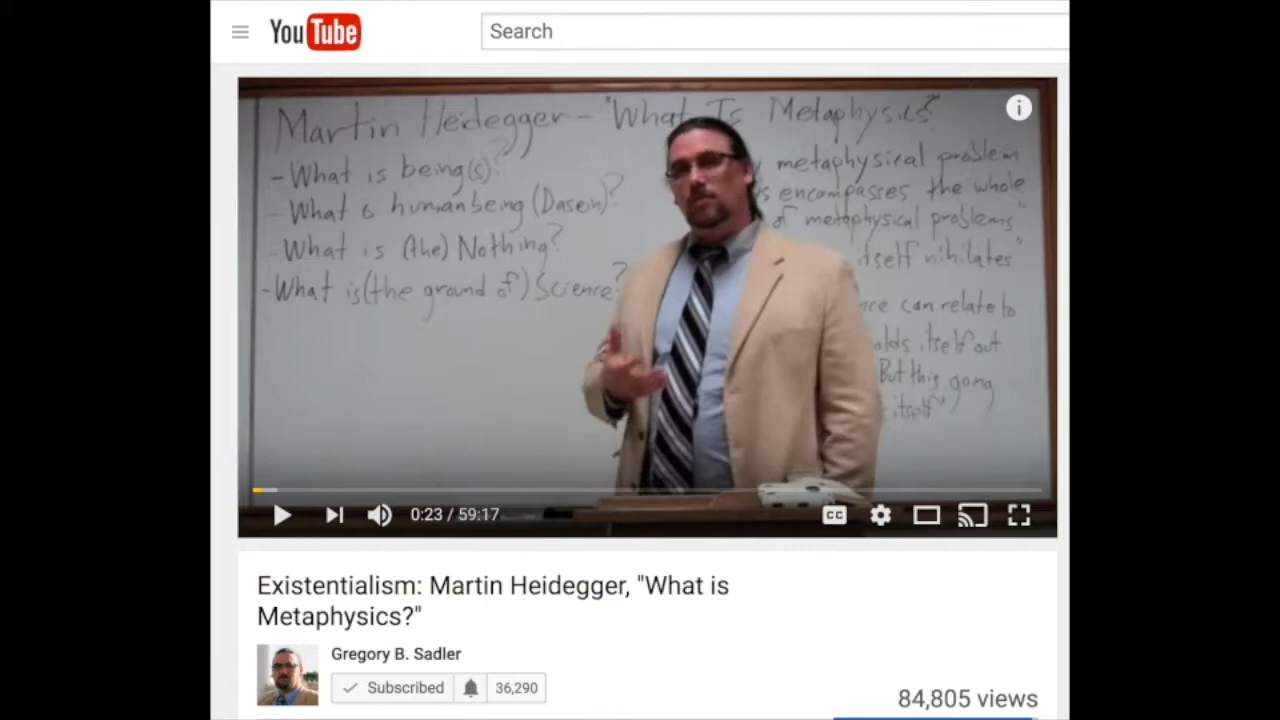 YouTube
Search
Martin Heidegger - "What Is Metaphysics?"
- What is being(s)?
- What is human being (Dasein)?
- What is (the) Nothing?
- What is (the ground of) Science?
metaphysical problem
encompasses the whole
of metaphysical problems"
itself nihilates"
can relate to
itself out
But this going
itself"
i
0:23 / 59:17
CC
Existentialism: Martin Heidegger, "What is
Metaphysics?"
Gregory B. Sadler
Subscribed 36,290
84,805 views